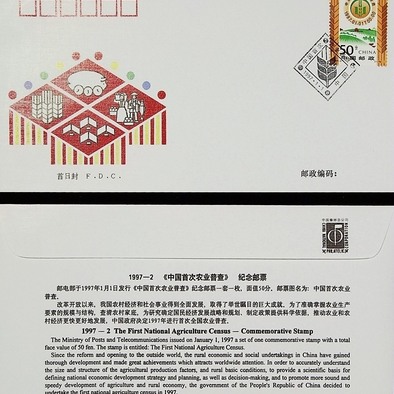 50分
CHINA
中国邮政
1997.1.1
首日封 F.D.C.
邮政编码:
1997—2 《中国首次农业普查》 纪念邮票
邮电部于1997年1月1日发行《中国首次农业普查》纪念邮票一套一枚，面值50分，邮票图名为：中国首次农业
普查。
改革开放以来，我国农村经济和社会事业得到全面发展，取得了举世瞩目的巨大成就。为了准确掌握农业生产
要素的规模与结构，查清农村家底，为研究确定国民经济发展战略和规划、制定政策提供科学依据，推动农业和农
村经济更快更好地发展，中国政府决定1997年进行首次全国农业普查。
1997 — 2 The First National Agriculture Census — Commemorative Stamp
The Ministry of Posts and Telecommunications issued on January 1, 1997 a set of one commemorative stamp with a total
face value of 50 fen. The stamp is entitled: The First National Agriculture Census.
Since the reform and opening to the outside world, the rural economic and social undertakings in China have gained
thorough development and made great achievements which attracts worldwide attention. In order to accurately understand
the size and structure of the agricultural production factors, and rural basic conditions, to provide a scientific basis for
defining national economic development strategy and planning, as well as decision-making, and to promote more sound
and speedy development of agriculture and rural economy, the government of the People's Republic of China decided to
undertake the first national agriculture census in 1997.